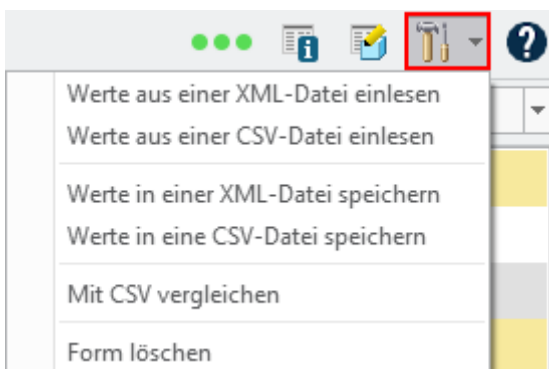 Werte aus einer XML-Datei einlesen
Werte aus einer CSV-Datei einlesen
Werte in einer XML-Datei speichern
Werte in eine CSV-Datei speichern
Mit CSV vergleichen
Form löschen